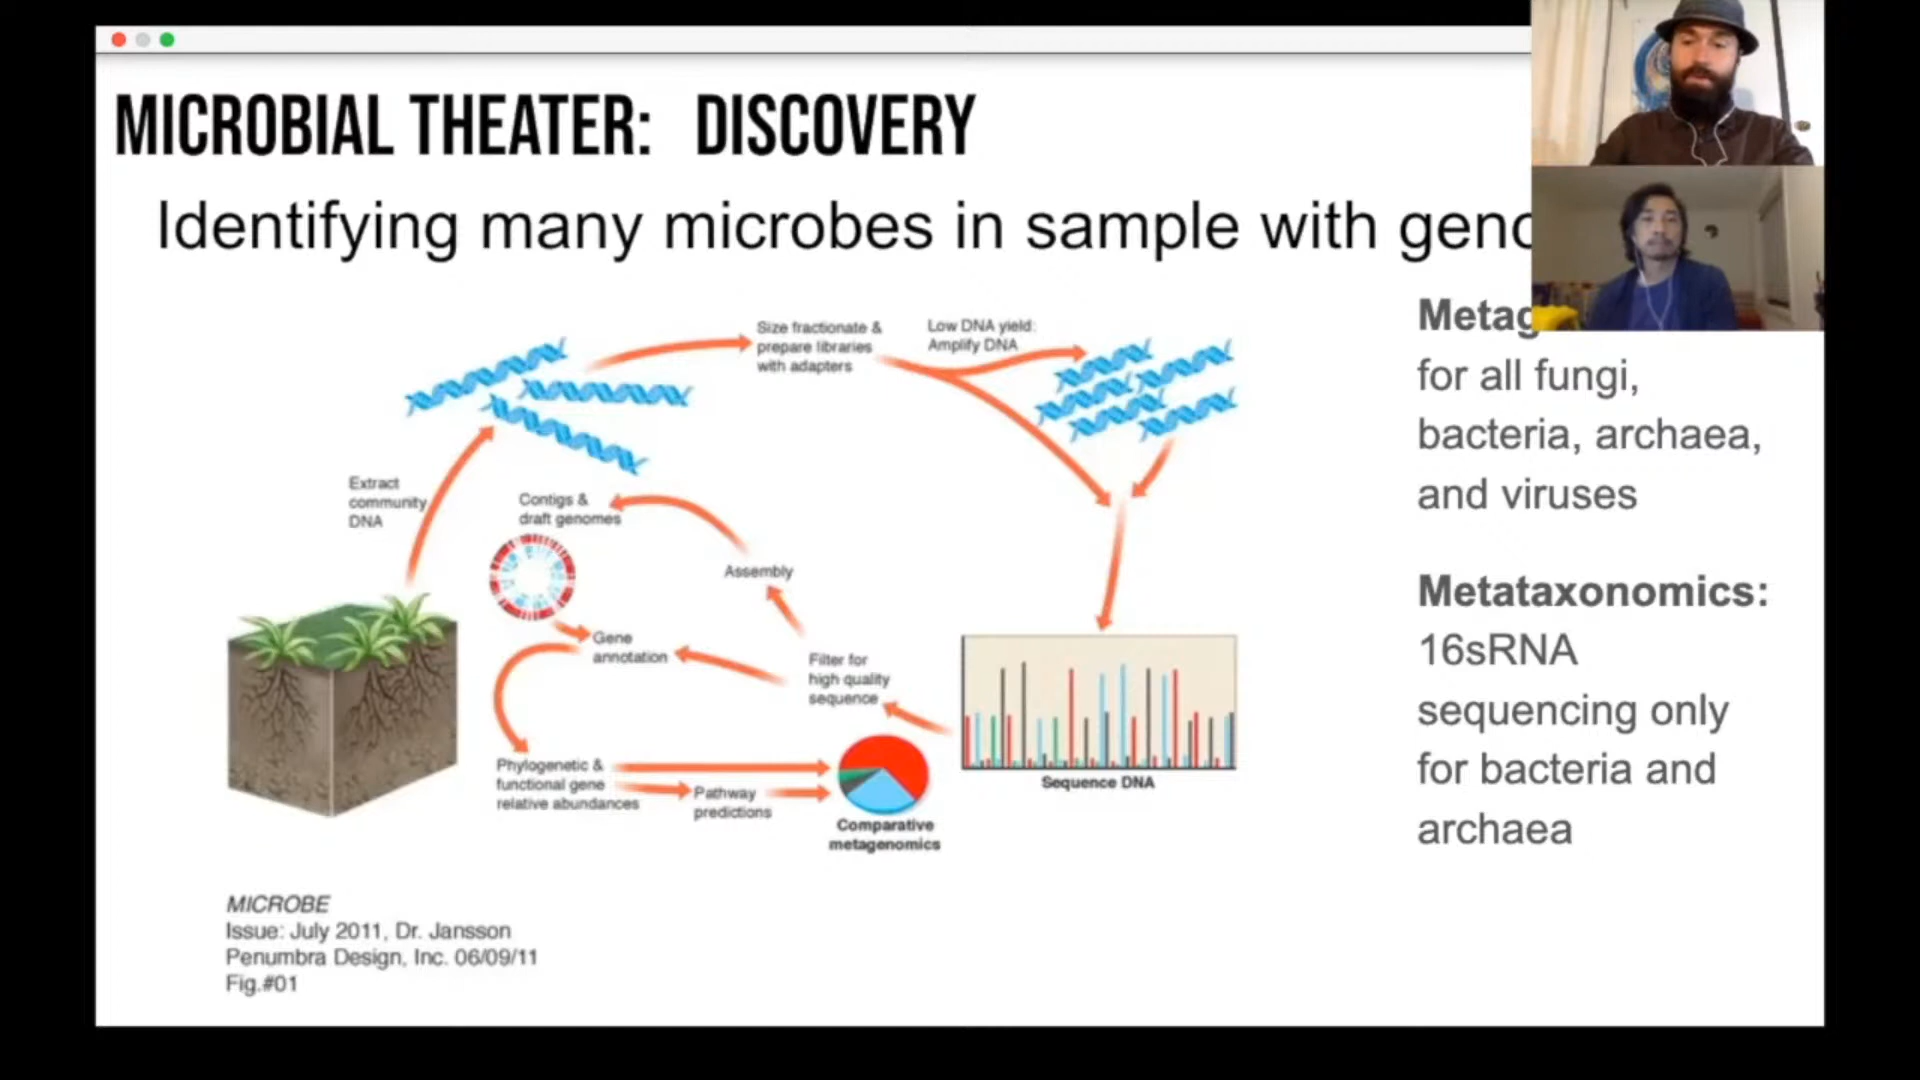 MICROBIAL THEATER: DISCOVERY
Identifying many microbes in sample with
Size fractionate &
prepare libraries
with adapters
Low DNA yield:
Amplify DNA
Extract
community
DNA
Contigs &
draft genomes
Assembly
Gene
annotation
Filter for
high quality
sequence
Phylogenetic &
functional gene
relative abundances
Pathway
predictions
Comparative
metagenomics
Sequence DNA
for all fungi,
bacteria, archaea,
and viruses
Metataxonomics:
16sRNA
sequencing only
for bacteria and
archaea
MICROBE
Issue: July 2011, Dr. Jansson
Penumbra Design, Inc. 06/09/11
Fig.#01